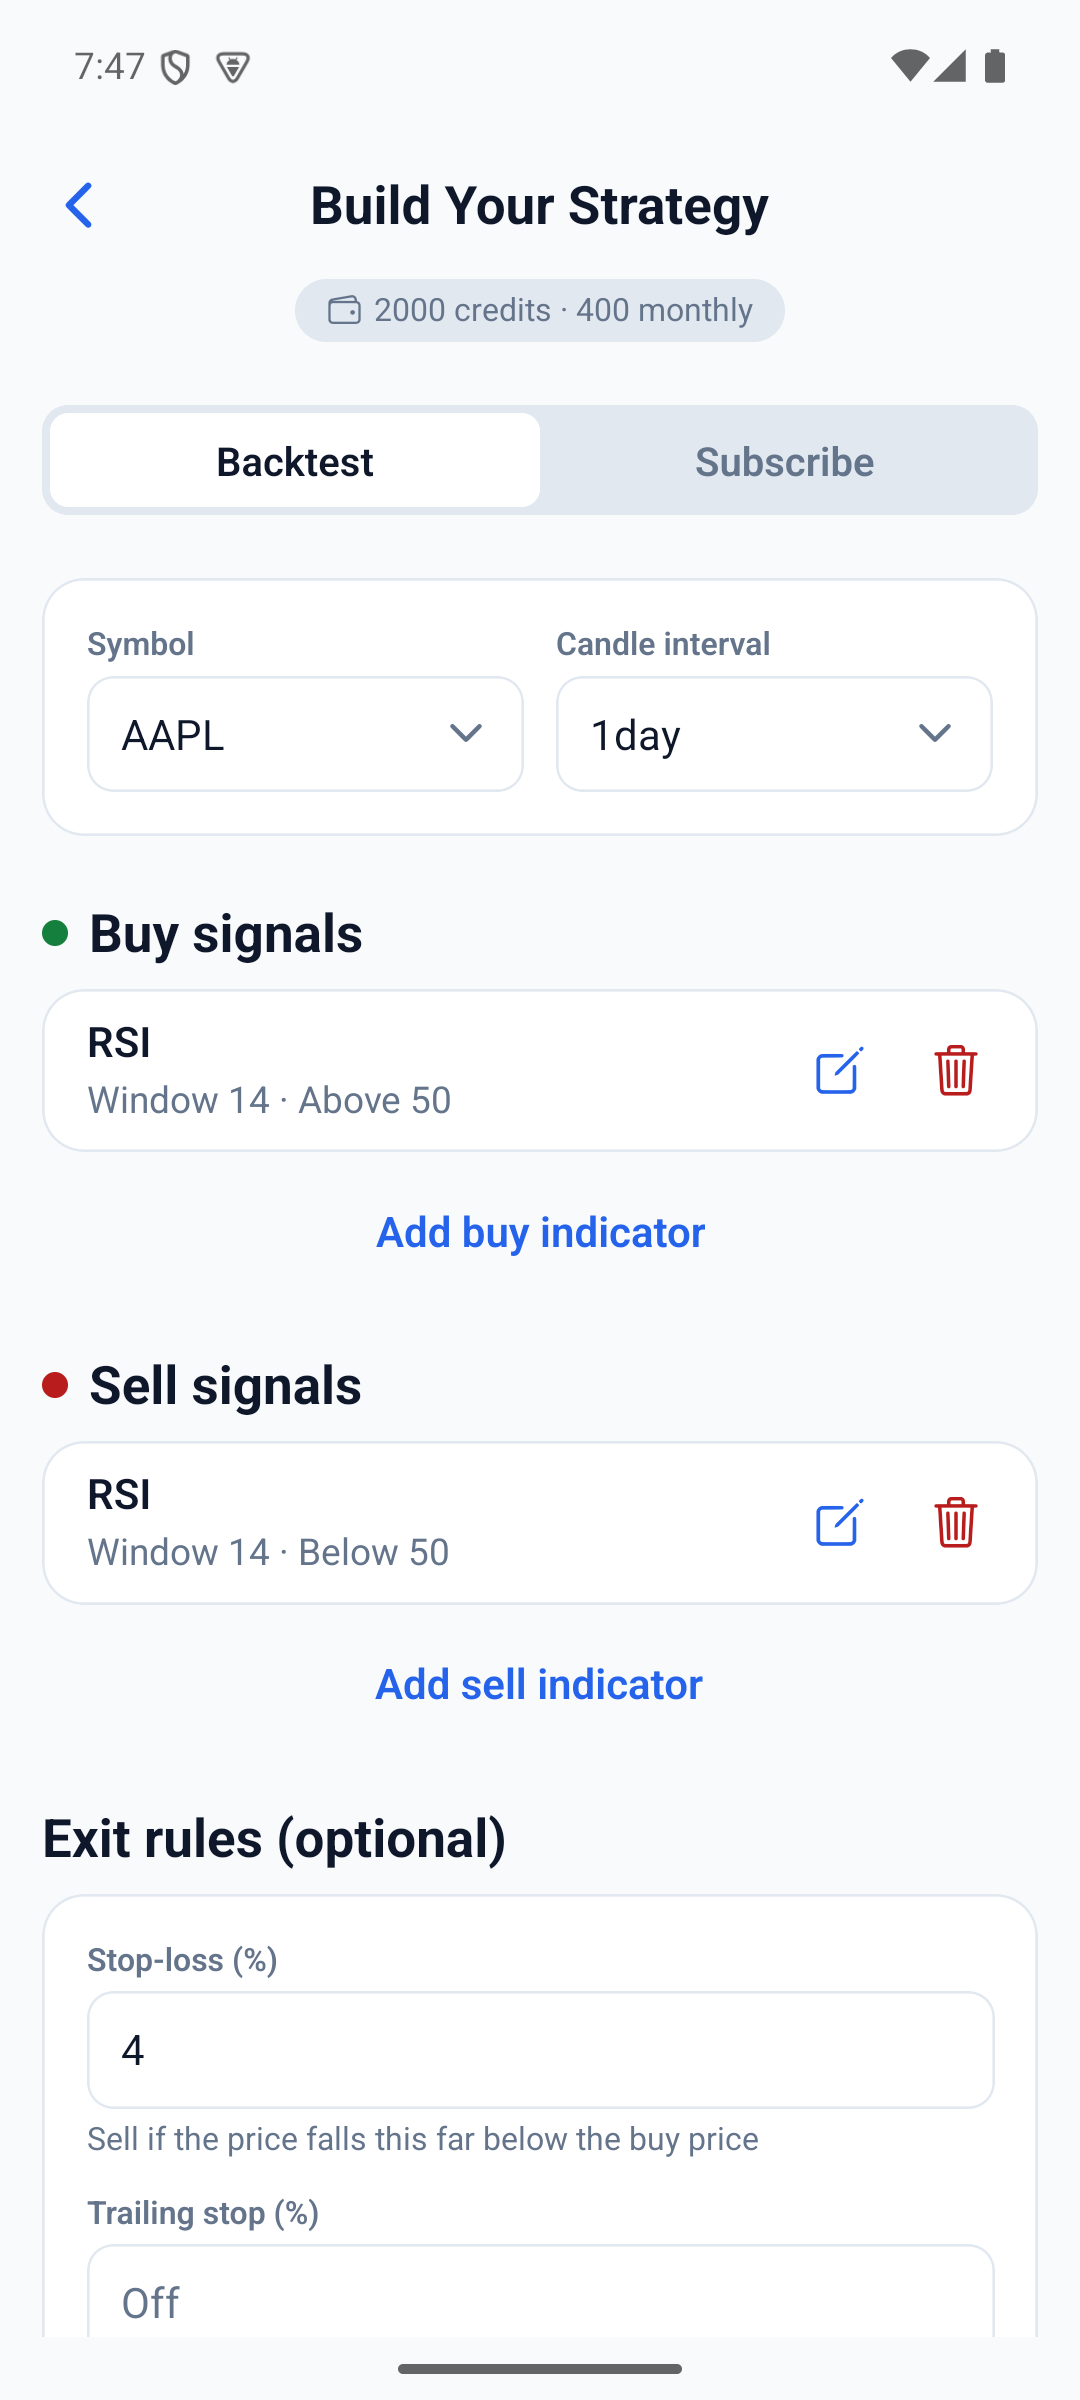 7:47
Build Your Strategy
2000 credits · 400 monthly
Backtest
Subscribe
Symbol
Candle interval
AAPL
1day
Buy signals
RSI
Window 14 · Above 50
Add buy indicator
Sell signals
RSI
Window 14 · Below 50
Add sell indicator
Exit rules (optional)
Stop-loss (%)
4
Sell if the price falls this far below the buy price
Trailing stop (%)
Off